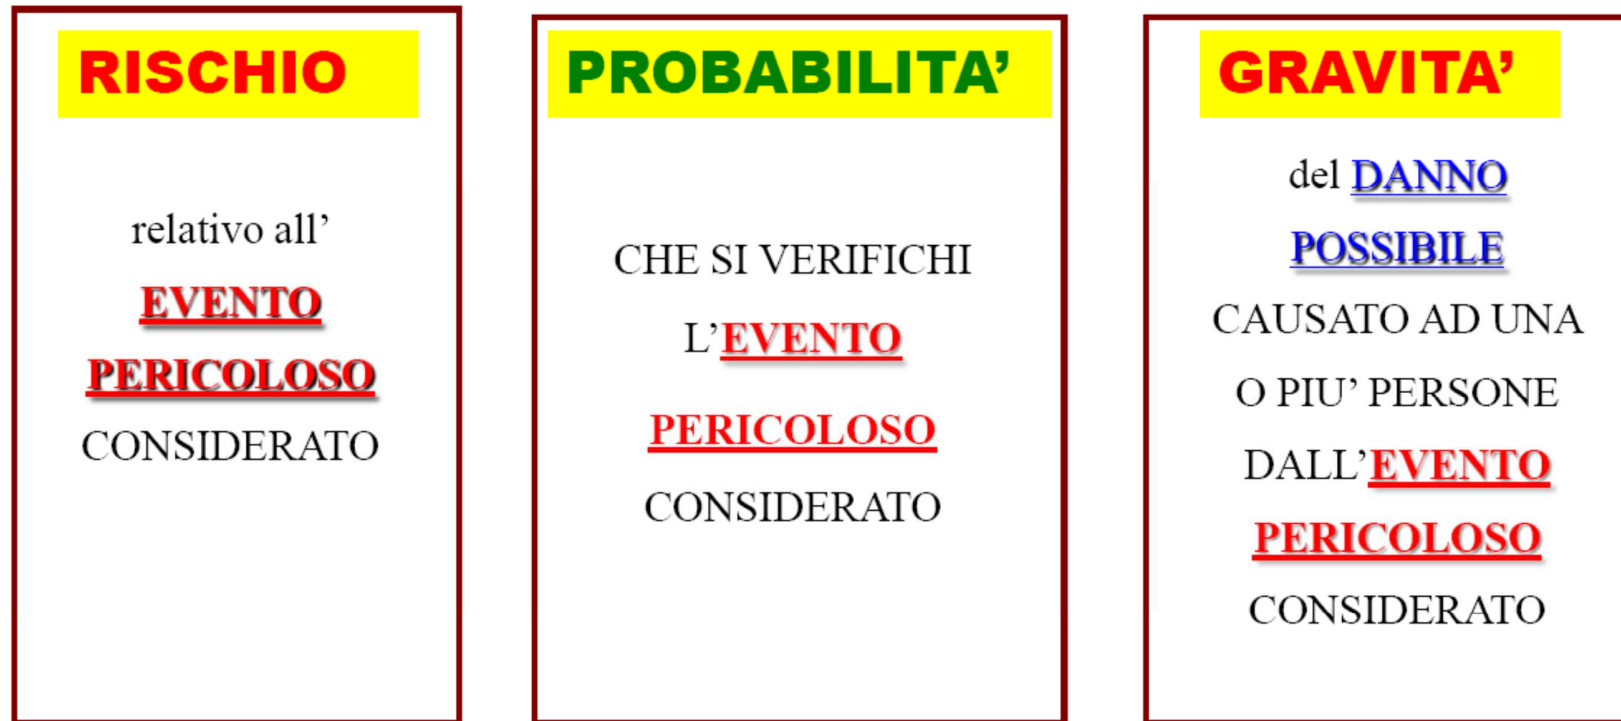 RISCHIO
relativo all’
EVENTO
PERICOLOSO
CONSIDERATO
PROBABILITA’
CHE SI VERIFICHI
L’EVENTO
PERICOLOSO
CONSIDERATO
GRAVITA’
del DANNO
POSSIBILE
CAUSATO AD UNA
O PIU’ PERSONE
DALL’EVENTO
PERICOLOSO
CONSIDERATO